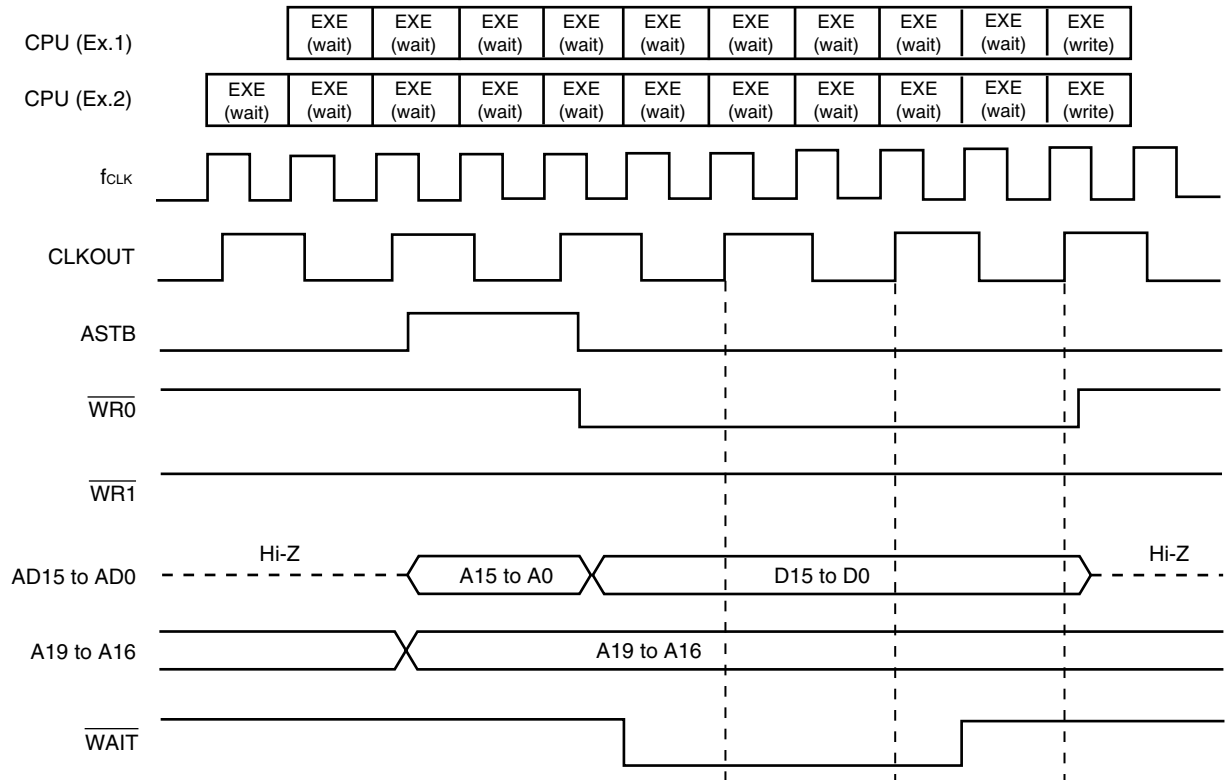 CPU (Ex.1) EXE (wait) EXE (wait) EXE (wait) EXE (wait) EXE (wait) EXE (wait) EXE (wait) EXE (wait) EXE (wait) EXE (write)
CPU (Ex.2) EXE (wait) EXE (wait) EXE (wait) EXE (wait) EXE (wait) EXE (wait) EXE (wait) EXE (wait) EXE (wait) EXE (wait) EXE (write)
fCLK
CLKOUT
ASTB
WR0
WR1
AD15 to AD0 Hi-Z A15 to A0 D15 to D0 Hi-Z
A19 to A16 A19 to A16
WAIT